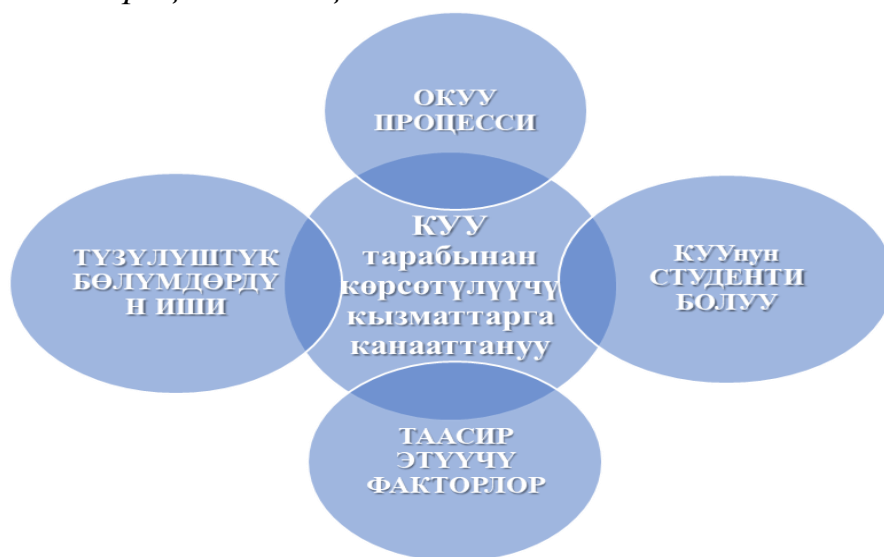 ОКУУ
ПРОЦЕССИ
ТҮЗҮЛҮШТҮК
БӨЛҮМДӨРДҮ
Н ИШИ
КУУ
тарабынан
көрсөтүлүүчү
кызматтарга
канааттануу
КУУнун
СТУДЕНТИ
БОЛУУ
ТААСИР
ЭТҮҮЧҮ
ФАКТОРЛОР